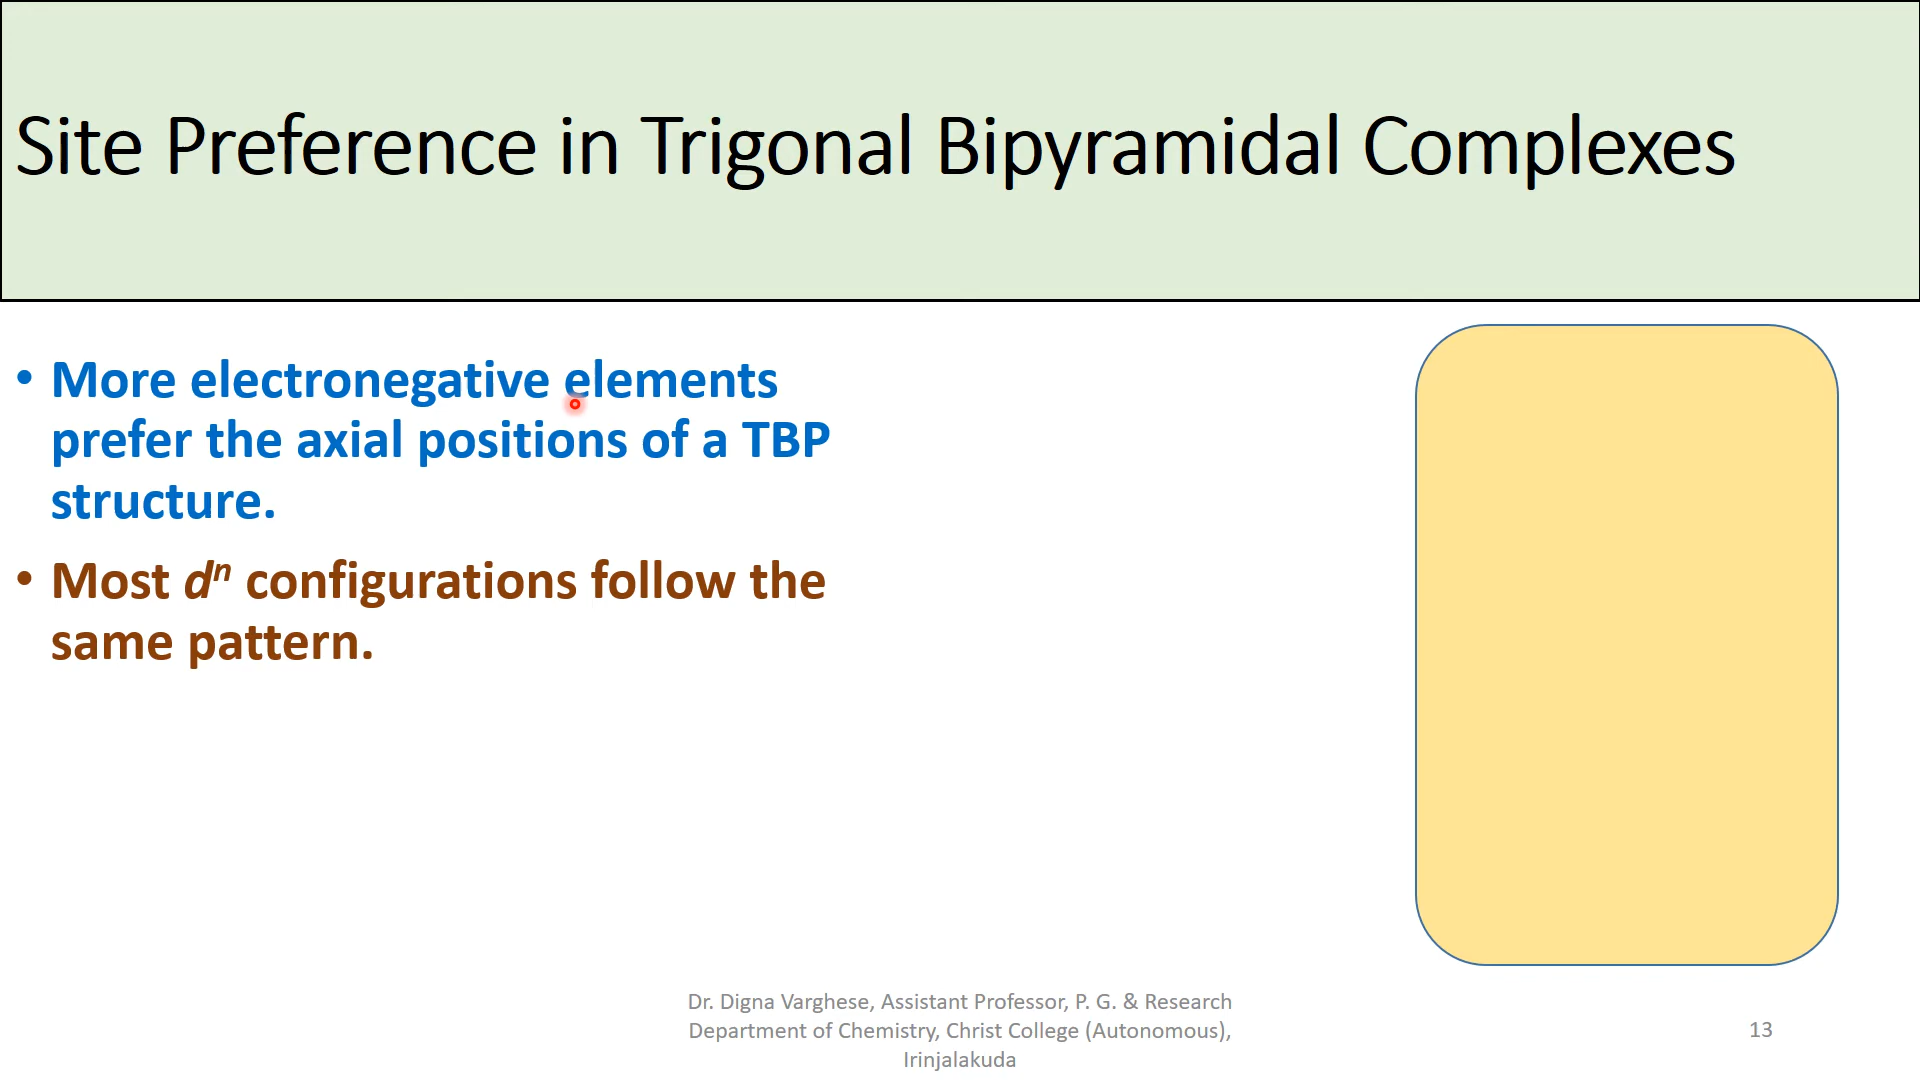 Site Preference in Trigonal Bipyramidal Complexes
• More electronegative elements
prefer the axial positions of a TBP
structure.
• Most dⁿ configurations follow the
same pattern.
Dr. Digna Varghese, Assistant Professor, P. G. & Research
Department of Chemistry, Christ College (Autonomous),
Irinjalakuda
13